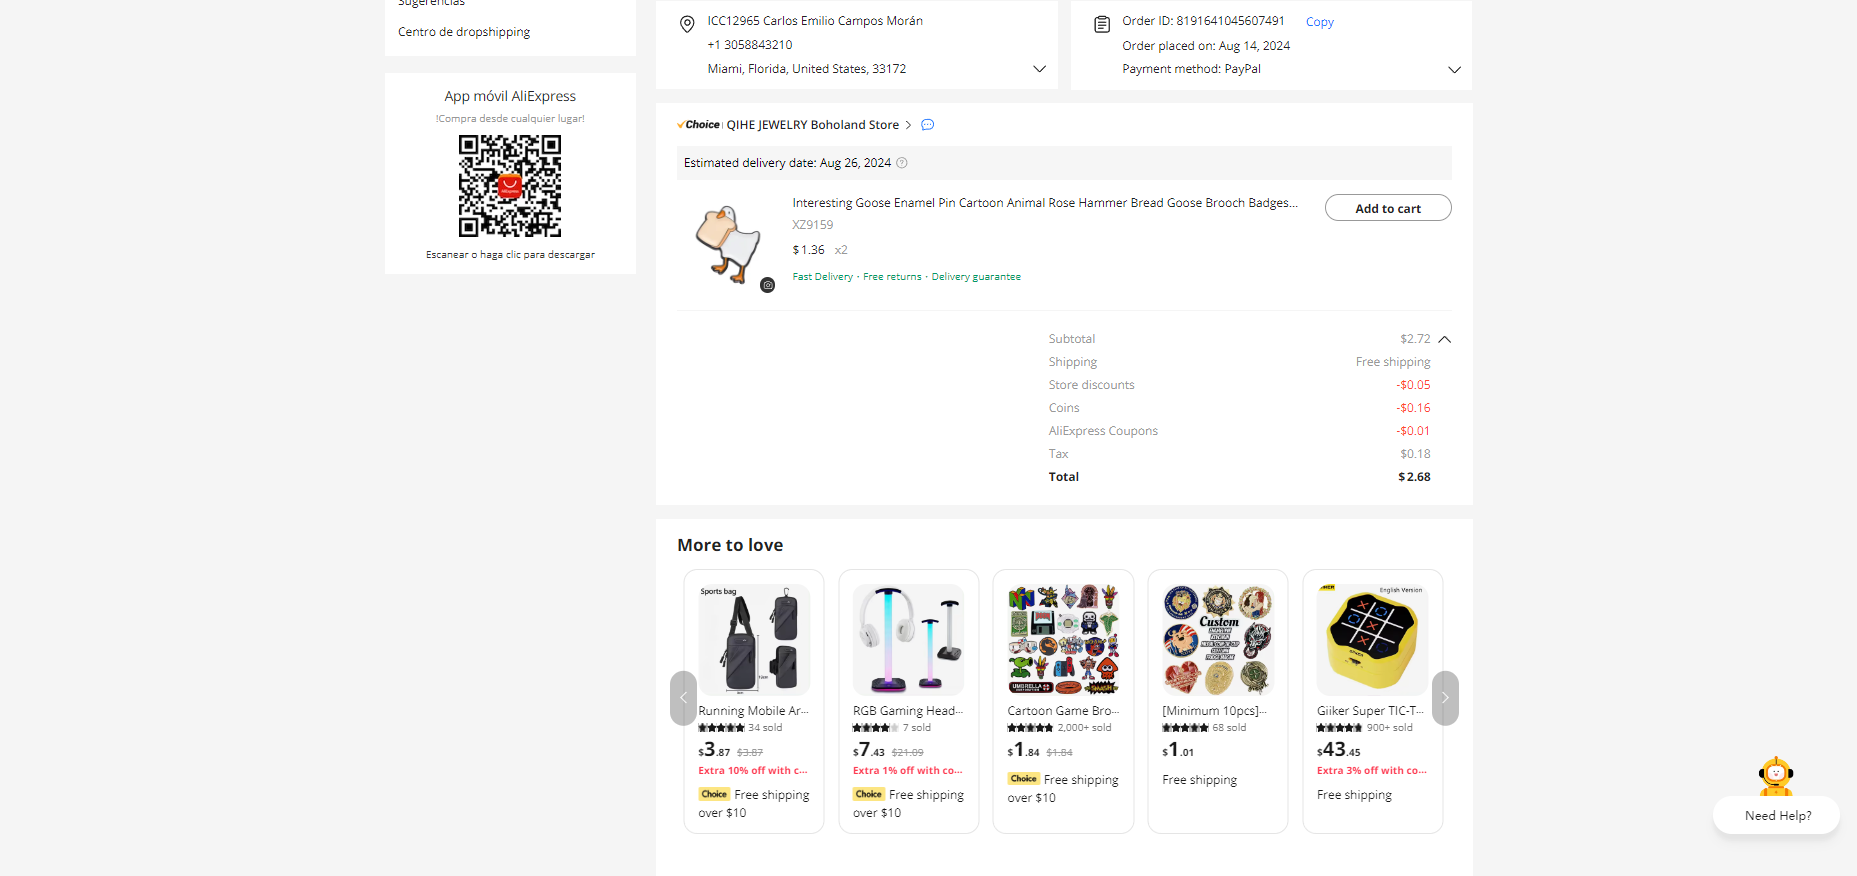 Sugerencias
Centro de dropshipping
App móvil AliExpress
!Compra desde cualquier lugar!
AliExpress
Escanear o haga clic para descargar
ICC12965 Carlos Emilio Campos Morán
+1 3058843210
Miami, Florida, United States, 33172
Order ID: 8191641045607491 Copy
Order placed on: Aug 14, 2024
Payment method: PayPal
Choice QIHE JEWELRY Boholand Store
Estimated delivery date: Aug 26, 2024
Interesting Goose Enamel Pin Cartoon Animal Rose Hammer Bread Goose Brooch Badges...
Add to cart
XZ9159
$1.36 x2
Fast Delivery · Free returns · Delivery guarantee
Subtotal $2.72
Shipping Free shipping
Store discounts -$0.05
Coins -$0.16
AliExpress Coupons -$0.01
Tax $0.18
Total $2.68
More to love
Sports bag
Running Mobile Ar...
34 sold
$3.87 $3.87
Extra 10% off with c...
Choice Free shipping
over $10
RGB Gaming Head...
7 sold
$7.43 $21.09
Extra 1% off with co...
Choice Free shipping
over $10
UMBRELLA
Cartoon Game Bro...
2,000+ sold
$1.84 $1.84
Choice Free shipping
over $10
Custom
[Minimum 10pcs]...
68 sold
$1.01
Free shipping
English Version
Giiker Super TIC-T...
900+ sold
$43.45
Extra 3% off with co...
Free shipping
Need Help?